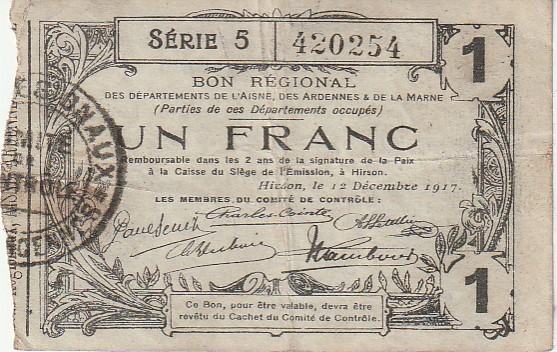 SÉRIE 5 420254
1
BON RÉGIONAL
DES DÉPARTEMENTS DE L'AISNE, DES ARDENNES & DE LA MARNE
(Parties de ces Départements occupés)
UN FRANC
Remboursable dans les 2 ans de la signature de la Paix
à la Caisse du Siège de l'Émission, à Hirson.
Hirson, le 12 Décembre 1917.
LES MEMBRES DU COMITÉ DE CONTRÔLE :
1
Ce Bon, pour être valable, devra être
revêtu du Cachet du Comité de Contrôle.